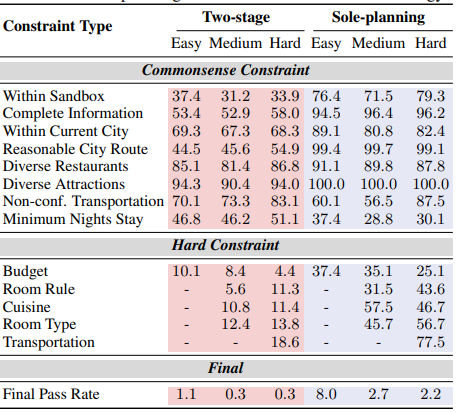 Constraint Type Two-stage Sole-planning
Easy Medium Hard Easy Medium Hard
Commonsense Constraint
Within Sandbox 37.4 31.2 33.9 76.4 71.5 79.3
Complete Information 53.4 52.9 58.0 94.5 96.4 96.2
Within Current City 69.3 67.3 68.3 89.1 80.8 82.4
Reasonable City Route 44.5 45.6 54.9 99.4 99.7 99.1
Diverse Restaurants 85.1 81.4 86.8 91.1 89.8 87.8
Diverse Attractions 94.3 90.4 94.0 100.0 100.0 100.0
Non-conf. Transportation 70.1 73.3 83.1 60.1 56.5 87.5
Minimum Nights Stay 46.8 46.2 51.1 37.4 28.8 30.1
Hard Constraint
Budget 10.1 8.4 4.4 37.4 35.1 25.1
Room Rule - 5.6 11.3 - 31.5 43.6
Cuisine - 10.8 11.4 - 57.5 46.7
Room Type - 12.4 13.8 - 45.7 56.7
Transportation - - 18.6 - - 77.5
Final
Final Pass Rate 1.1 0.3 0.3 8.0 2.7 2.2